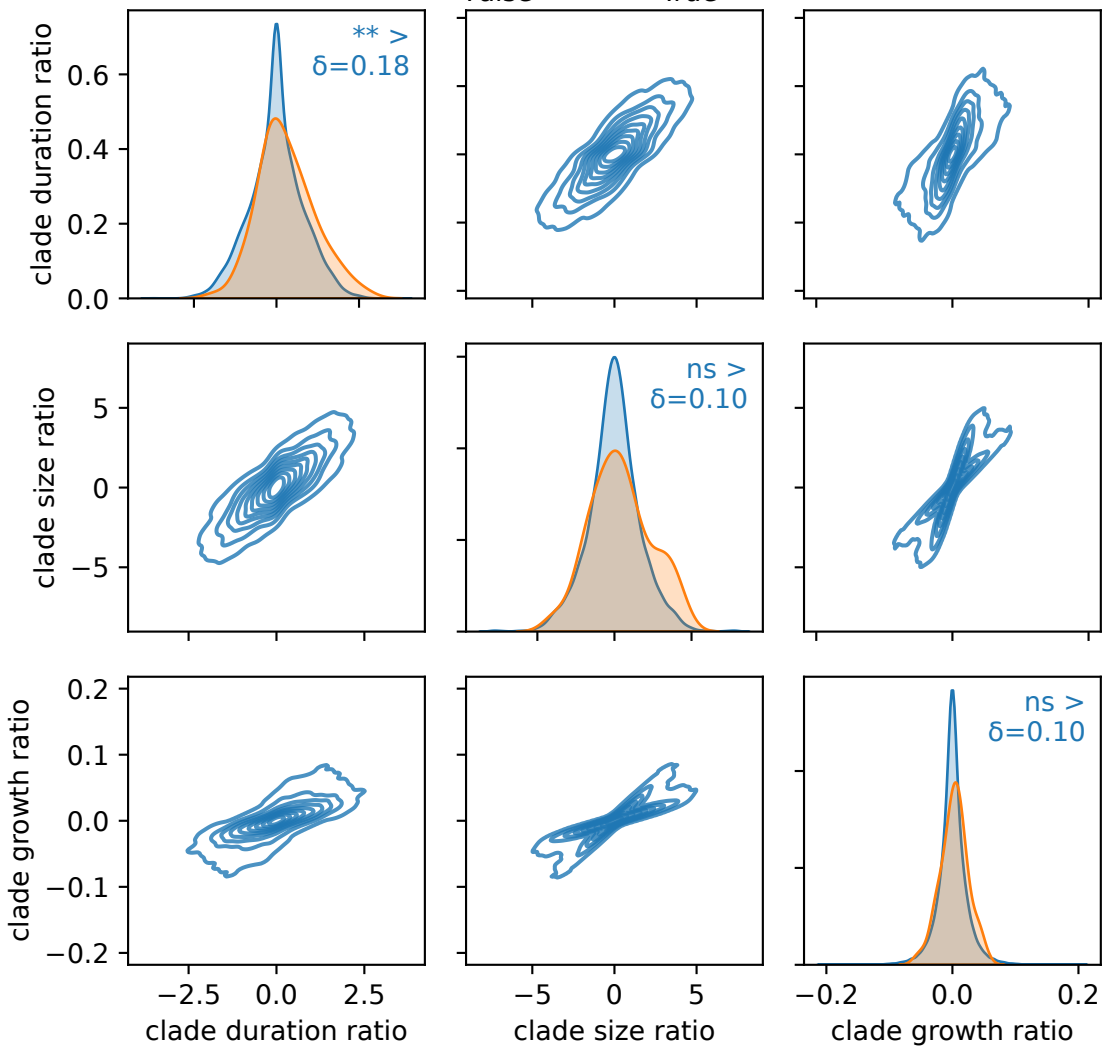 ** >
δ=0.18
clade duration ratio
0.6
0.4
0.2
0.0
ns >
δ=0.10
clade size ratio
5
0
−5
ns >
δ=0.10
clade growth ratio
0.2
0.1
0.0
−0.1
−0.2
−2.5 0.0 2.5
−5 0 5
−0.2 0.0 0.2
clade duration ratio
clade size ratio
clade growth ratio